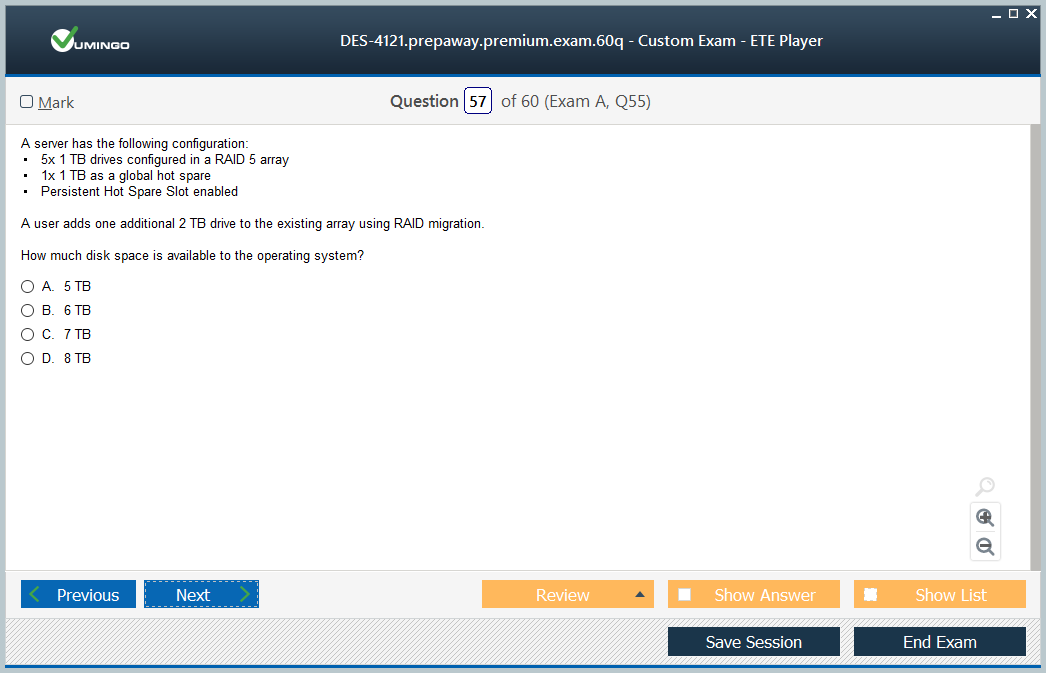 VUMINGO
DES-4121.prepaway.premium.exam.60q - Custom Exam - ETE Player
Mark
Question 57 of 60 (Exam A, Q55)
A server has the following configuration:
• 5x 1 TB drives configured in a RAID 5 array
• 1x 1 TB as a global hot spare
• Persistent Hot Spare Slot enabled
A user adds one additional 2 TB drive to the existing array using RAID migration.
How much disk space is available to the operating system?
A. 5 TB
B. 6 TB
C. 7 TB
D. 8 TB
Previous Next Review Show Answer Show List
Save Session End Exam